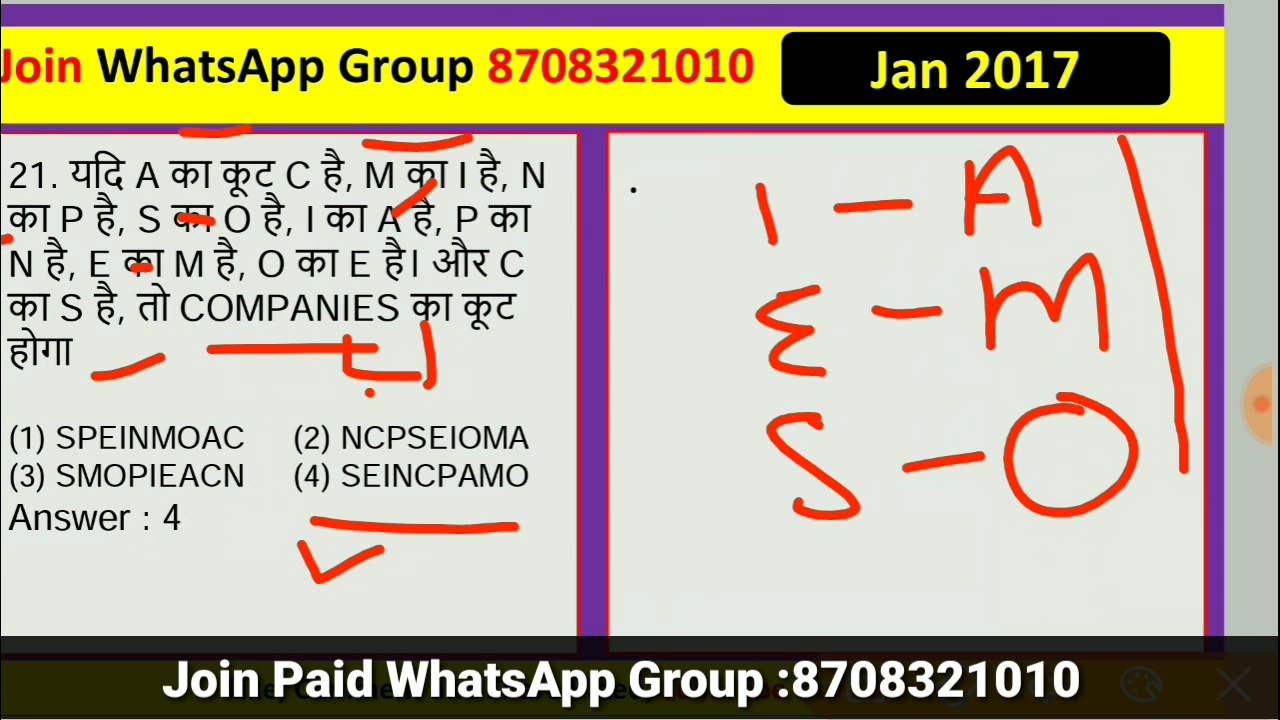 Join WhatsApp Group 8708321010
Jan 2017
21. यदि A का कूट C है, M का I है, N
का P है, S का O है, I का A है, P का
N है, E का M है, O का E है। और C
का S है, तो COMPANIES का कूट
होगा
(1) SPEINMOAC (2) NCPSEIOMA
(3) SMOPIEACN (4) SEINCPAMO
Answer : 4
I - A
E - M
S - O
Join Paid WhatsApp Group :8708321010